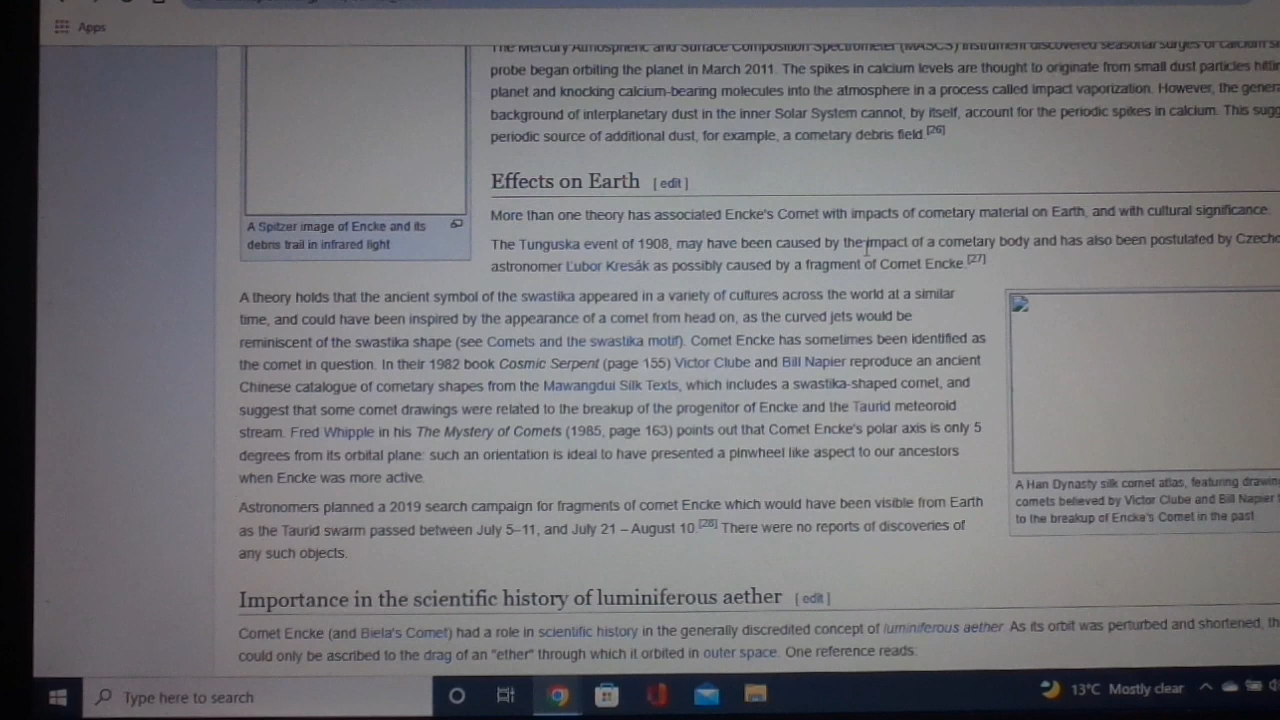 Apps
The Mercury Atmospheric and Surface Composition Spectrometer (MASCS) instrument discovered seasonal surges of calcium
probe began orbiting the planet in March 2011. The spikes in calcium levels are thought to originate from small dust particles
planet and knocking calcium-bearing molecules into the atmosphere in a process called impact vaporization. However, the
background of interplanetary dust in the inner Solar System cannot, by itself, account for the periodic spikes in calcium. This
periodic source of additional dust, for example, a cometary debris field.[26]
A Spitzer image of Encke and its
debris trail in infrared light
Effects on Earth [ edit ]
More than one theory has associated Encke's Comet with impacts of cometary material on Earth, and with cultural significance.
The Tunguska event of 1908, may have been caused by the impact of a cometary body and has also been postulated by
astronomer Ľubor Kresák as possibly caused by a fragment of Comet Encke.[27]
A theory holds that the ancient symbol of the swastika appeared in a variety of cultures across the world at a similar
time, and could have been inspired by the appearance of a comet from head on, as the curved jets would be
reminiscent of the swastika shape (see Comets and the swastika motif). Comet Encke has sometimes been identified as
the comet in question. In their 1982 book Cosmic Serpent (page 155) Victor Clube and Bill Napier reproduce an ancient
Chinese catalogue of cometary shapes from the Mawangdui Silk Texts, which includes a swastika-shaped comet, and
suggest that some comet drawings were related to the breakup of the progenitor of Encke and the Taurid meteoroid
stream. Fred Whipple in his The Mystery of Comets (1985, page 163) points out that Comet Encke's polar axis is only 5
degrees from its orbital plane: such an orientation is ideal to have presented a pinwheel like aspect to our ancestors
when Encke was more active.
A Han Dynasty silk comet atlas, featuring
comets believed by Victor Clube and Bill Napier
to the breakup of Encke's Comet in the past
Astronomers planned a 2019 search campaign for fragments of comet Encke which would have been visible from Earth
as the Taurid swarm passed between July 5–11, and July 21 – August 10.[28] There were no reports of discoveries of
any such objects.
Importance in the scientific history of luminiferous aether [ edit ]
Comet Encke (and Biela's Comet) had a role in scientific history in the generally discredited concept of luminiferous aether. As its orbit was perturbed and shortened,
could only be ascribed to the drag of an "ether" through which it orbited in outer space. One reference reads:
Type here to search
13°C Mostly clear